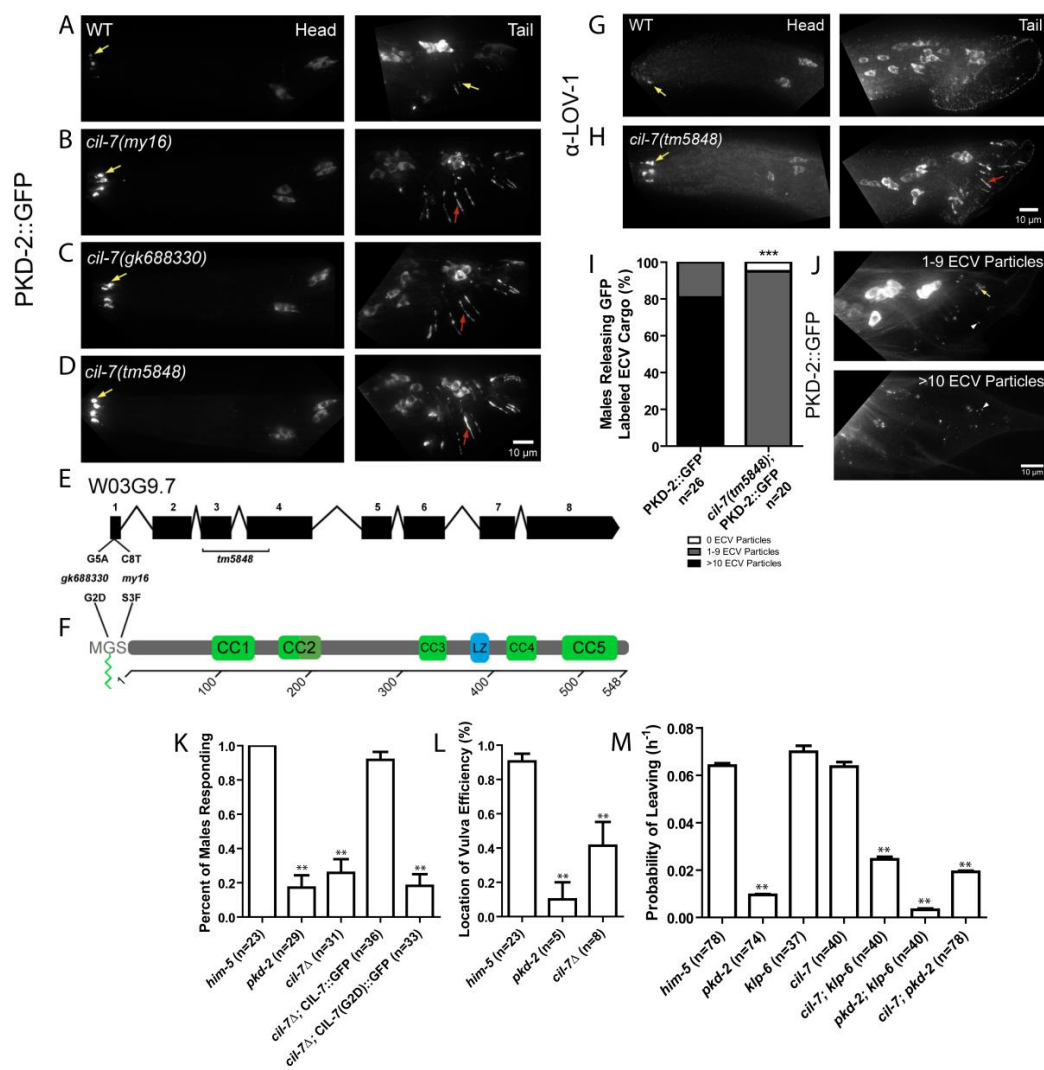 A
WT
Head
Tail
B
cil-7(my16)
C
cil-7(gk688330)
D
cil-7(tm5848)
10 µm
PKD-2::GFP
E
W03G9.7
1 2 3 4 5 6 7 8
tm5848
G5A C8T
gk688330 my16
G2D S3F
F
MGS
CC1 CC2 CC3 LZ CC4 CC5
1 100 200 300 400 500 548
G
WT
Head
Tail
H
cil-7(tm5848)
10 µm
α-LOV-1
I
Males Releasing GFP
Labeled ECV Cargo (%)
100
80
60
40
20
0
***
PKD-2::GFP
n=26
cil-7(tm5848);
PKD-2::GFP
n=20
0 ECV Particles
1-9 ECV Particles
>10 ECV Particles
J
1-9 ECV Particles
>10 ECV Particles
10 µm
PKD-2::GFP
K
Percent of Males Responding
1.0
0.8
0.6
0.4
0.2
0.0
** ** **
him-5 (n=23)
pkd-2 (n=29)
cil-7Δ (n=31)
cil-7Δ; CIL-7::GFP (n=36)
cil-7Δ; CIL-7(G2D)::GFP (n=33)
L
Location of Vulva Efficiency (%)
1.0
0.8
0.6
0.4
0.2
0.0
** **
him-5 (n=23)
pkd-2 (n=5)
cil-7Δ (n=8)
M
Probability of Leaving (h⁻¹)
0.08
0.06
0.04
0.02
0.00
** ** ** **
him-5 (n=78)
pkd-2 (n=74)
klp-6 (n=37)
cil-7 (n=40)
cil-7; klp-6 (n=40)
pkd-2; klp-6 (n=40)
cil-7; pkd-2 (n=78)